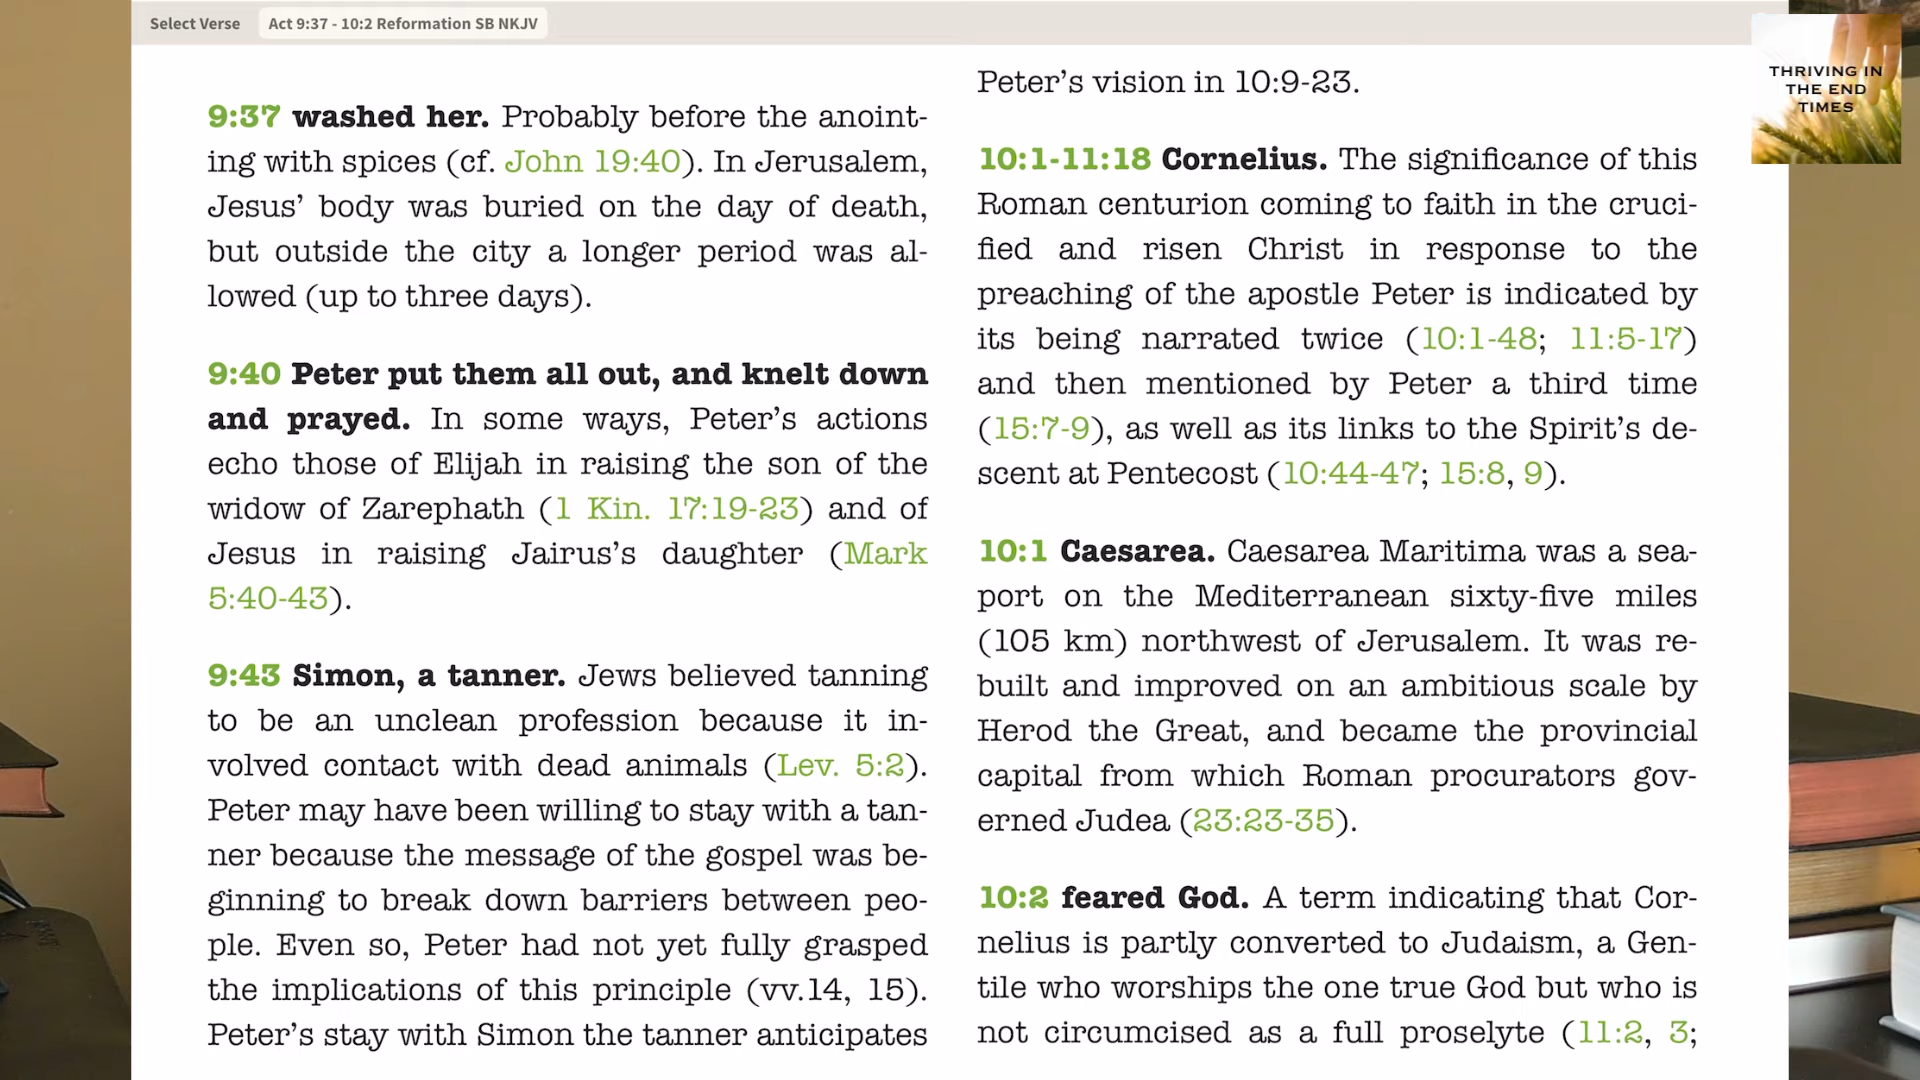 Select Verse Act 9:37 - 10:2 Reformation SB NKJV
9:37 washed her. Probably before the anoint-
ing with spices (cf. John 19:40). In Jerusalem,
Jesus’ body was buried on the day of death,
but outside the city a longer period was al-
lowed (up to three days).
9:40 Peter put them all out, and knelt down
and prayed. In some ways, Peter’s actions
echo those of Elijah in raising the son of the
widow of Zarephath (1 Kin. 17:19-23) and of
Jesus in raising Jairus’s daughter (Mark
5:40-43).
9:43 Simon, a tanner. Jews believed tanning
to be an unclean profession because it in-
volved contact with dead animals (Lev. 5:2).
Peter may have been willing to stay with a tan-
ner because the message of the gospel was be-
ginning to break down barriers between peo-
ple. Even so, Peter had not yet fully grasped
the implications of this principle (vv.14, 15).
Peter’s stay with Simon the tanner anticipates
Peter’s vision in 10:9-23.
10:1-11:18 Cornelius. The significance of this
Roman centurion coming to faith in the cruci-
fied and risen Christ in response to the
preaching of the apostle Peter is indicated by
its being narrated twice (10:1-48; 11:5-17)
and then mentioned by Peter a third time
(15:7-9), as well as its links to the Spirit’s de-
scent at Pentecost (10:44-47; 15:8, 9).
10:1 Caesarea. Caesarea Maritima was a sea-
port on the Mediterranean sixty-five miles
(105 km) northwest of Jerusalem. It was re-
built and improved on an ambitious scale by
Herod the Great, and became the provincial
capital from which Roman procurators gov-
erned Judea (23:23-35).
10:2 feared God. A term indicating that Cor-
nelius is partly converted to Judaism, a Gen-
tile who worships the one true God but who is
not circumcised as a full proselyte (11:2, 3;
THRIVING IN
THE END
TIMES